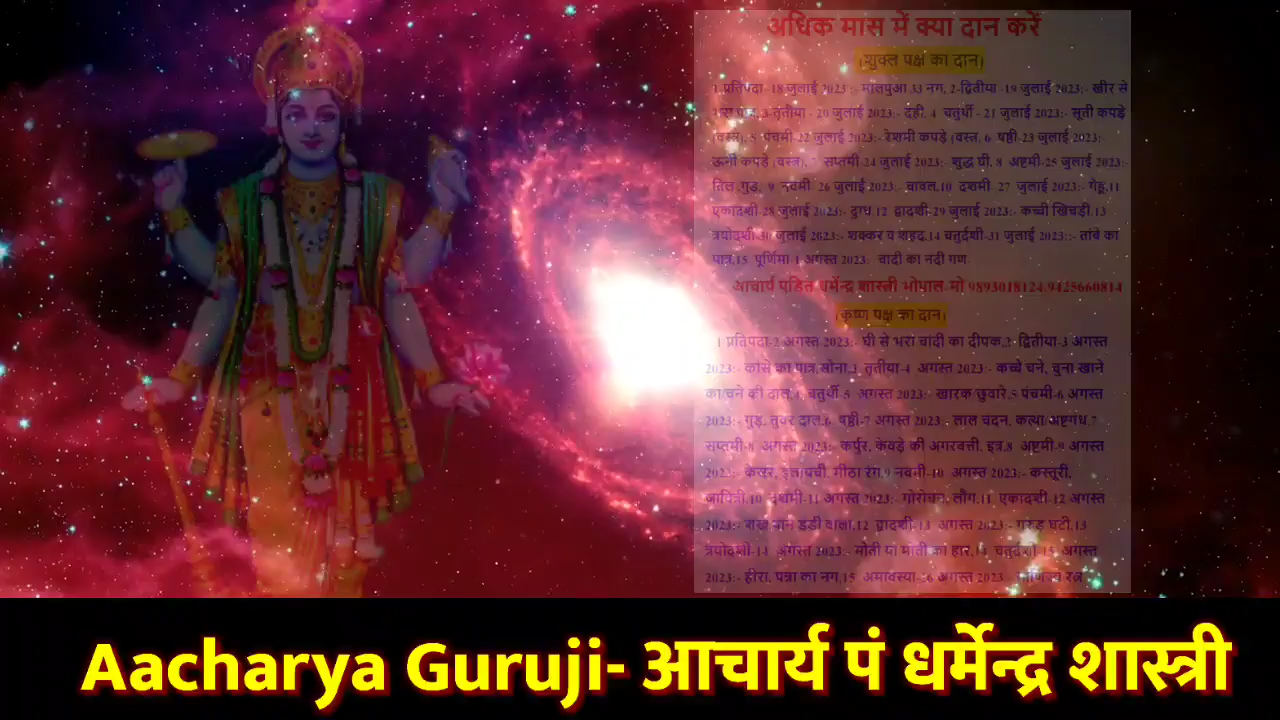 अधिक मास में क्या दान करें
(शुक्ल पक्ष का दान)
1 प्रतिपदा- 18 जुलाई 2023 :- मालपुआ 33 नग, 2-द्वितीया -19 जुलाई 2023:- खीर से
3-तृतीया - 20 जुलाई 2023:- दही, 4 चतुर्थी - 21 जुलाई 2023:- सूती कपड़े
(वस्त्र), 5 पंचमी-22 जुलाई 2023:- रेशमी कपड़े (वस्त्र, 6 षष्ठी-23 जुलाई 2023:
ऊनी कपड़े (वस्त्र), 7 सप्तमी-24 जुलाई 2023:- शुद्ध घी, 8 अष्टमी-25 जुलाई 2023:-
तिल गुड़, 9 नवमी 26 जुलाई 2023: चावल,10 दशमी 27 जुलाई 2023:- गेंहू,11
एकादशी-28 जुलाई 2023:- दुग्ध,12 द्वादशी-29 जुलाई 2023:- कच्ची खिचड़ी,13
त्रयोदशी-30 जुलाई 2023:- शक्कर व शहद,14 चतुर्दशी-31 जुलाई 2023::- तांबे का
पात्र,15 पूर्णिमा 1 अगस्त 2023: चांदी का नंदी गण
आचार्य पंडित धर्मेन्द्र शास्त्री भोपाल-मो 9893018124,9425660814
(कृष्ण पक्ष का दान)
1 प्रतिपदा-2 अगस्त 2023:- घी से भरा चांदी का दीपक,2- द्वितीया-3 अगस्त
2023:- कांसे का पात्र,सोना,3 तृतीया-4 अगस्त 2023:- कच्चे चने, चुना खाने
का/चने की दाल,4, चतुर्थी-5 अगस्त 2023:- खारक/छुवारे,5 पंचमी-6 अगस्त
2023:- गुड़, तुवर दाल,6 षष्ठी-7 अगस्त 2023:- लाल चंदन, कत्था/अष्टगंध,7
सप्तमी-8 अगस्त 2023:- कर्पुर, केवड़े की अगरबत्ती, इत्र,8 अष्टमी-9 अगस्त
2023:- केसर, मीठा रंग,9 नवमी-10 अगस्त 2023:- कस्तूरी,
10 दशमी-11 अगस्त 2023:- गोरोचन, लौंग,11 एकादशी-12 अगस्त
2023:- शंख,12 द्वादशी-13 अगस्त 2023:- गरुड़ घंटी,13
त्रयोदशी-14 अगस्त 2023:- मोती या मोती का हार,14 चतुर्दशी-15 अगस्त
2023:- हीरा, पन्ना का नग,15 अमावस्या-16 अगस्त 2023
Aacharya Guruji- आचार्य पं धर्मेन्द्र शास्त्री